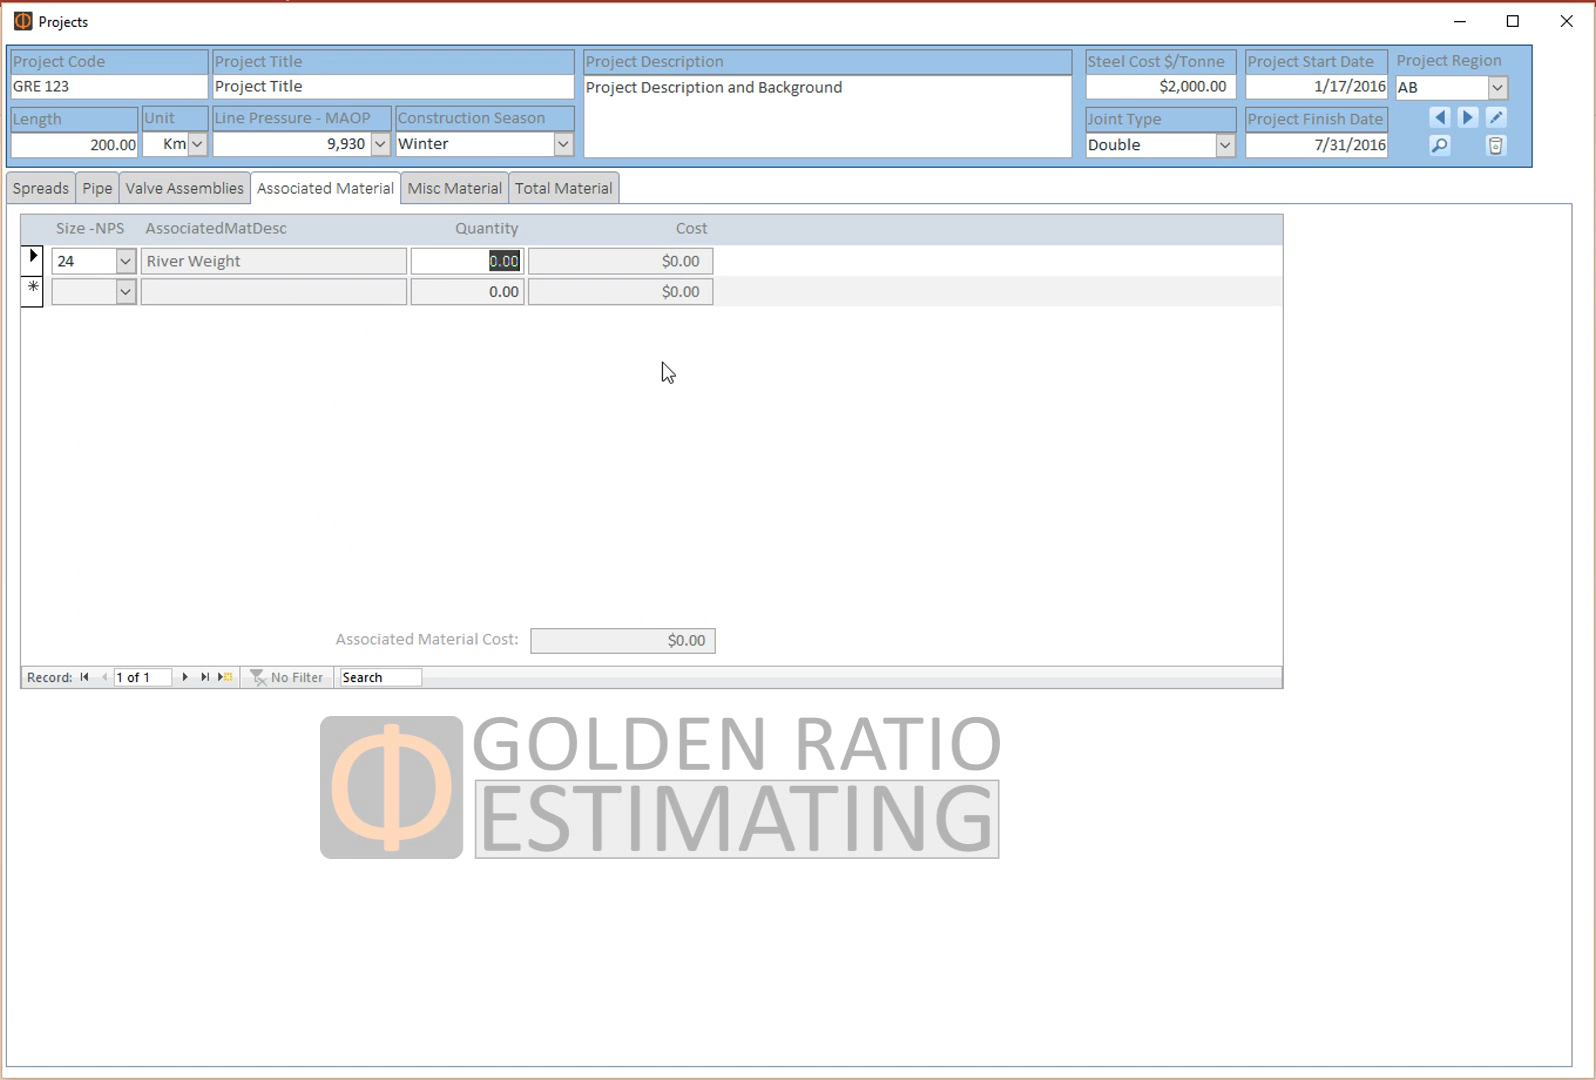 Projects
Project Code
Project Title
Project Description
Steel Cost $/Tonne
Project Start Date
Project Region
GRE 123
Project Title
Project Description and Background
$2,000.00
1/17/2016
AB
Length
Unit
Line Pressure - MAOP
Construction Season
Joint Type
Project Finish Date
200.00
Km
9,930
Winter
Double
7/31/2016
Spreads
Pipe
Valve Assemblies
Associated Material
Misc Material
Total Material
Size -NPS
AssociatedMatDesc
Quantity
Cost
24
River Weight
0.00
$0.00
0.00
$0.00
Associated Material Cost:
$0.00
Record:
1 of 1
No Filter
Search
GOLDEN RATIO
ESTIMATING